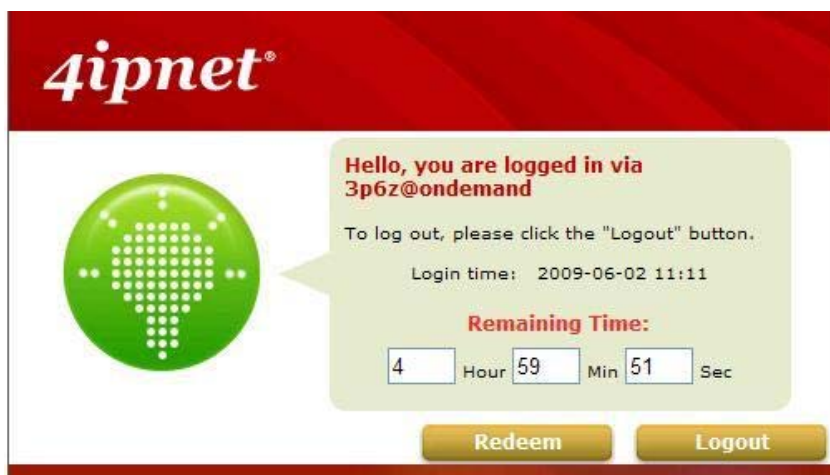 4ipnet®
Hello, you are logged in via
3p6z@ondemand
To log out, please click the "Logout" button.
Login time: 2009-06-02 11:11
Remaining Time:
4 Hour 59 Min 51 Sec
Redeem Logout